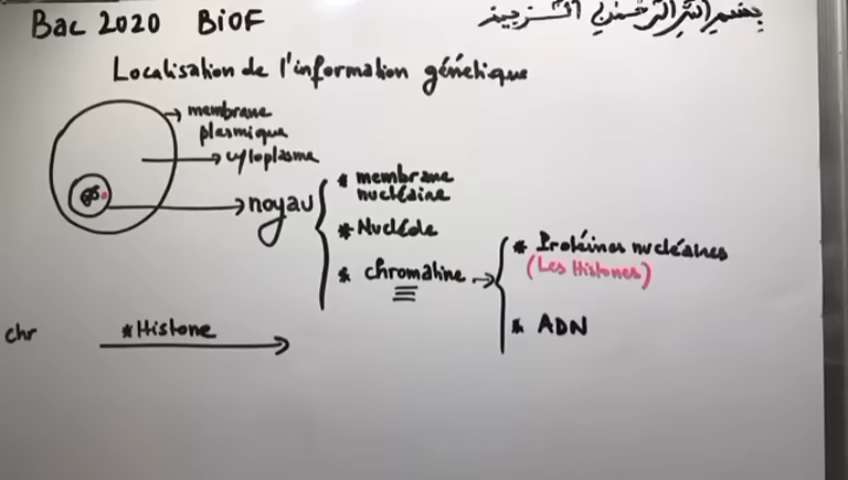 Bac 2020 BiOF
بسم الله الرحمن الرحيم
Localisation de l'information génétique
membrane
plasmique
cytoplasme
noyau
* membrane
nucléaire
* Nucléole
* chromatine
* Protéines nucléaires
(Les Histones)
* ADN
chr
* Histone